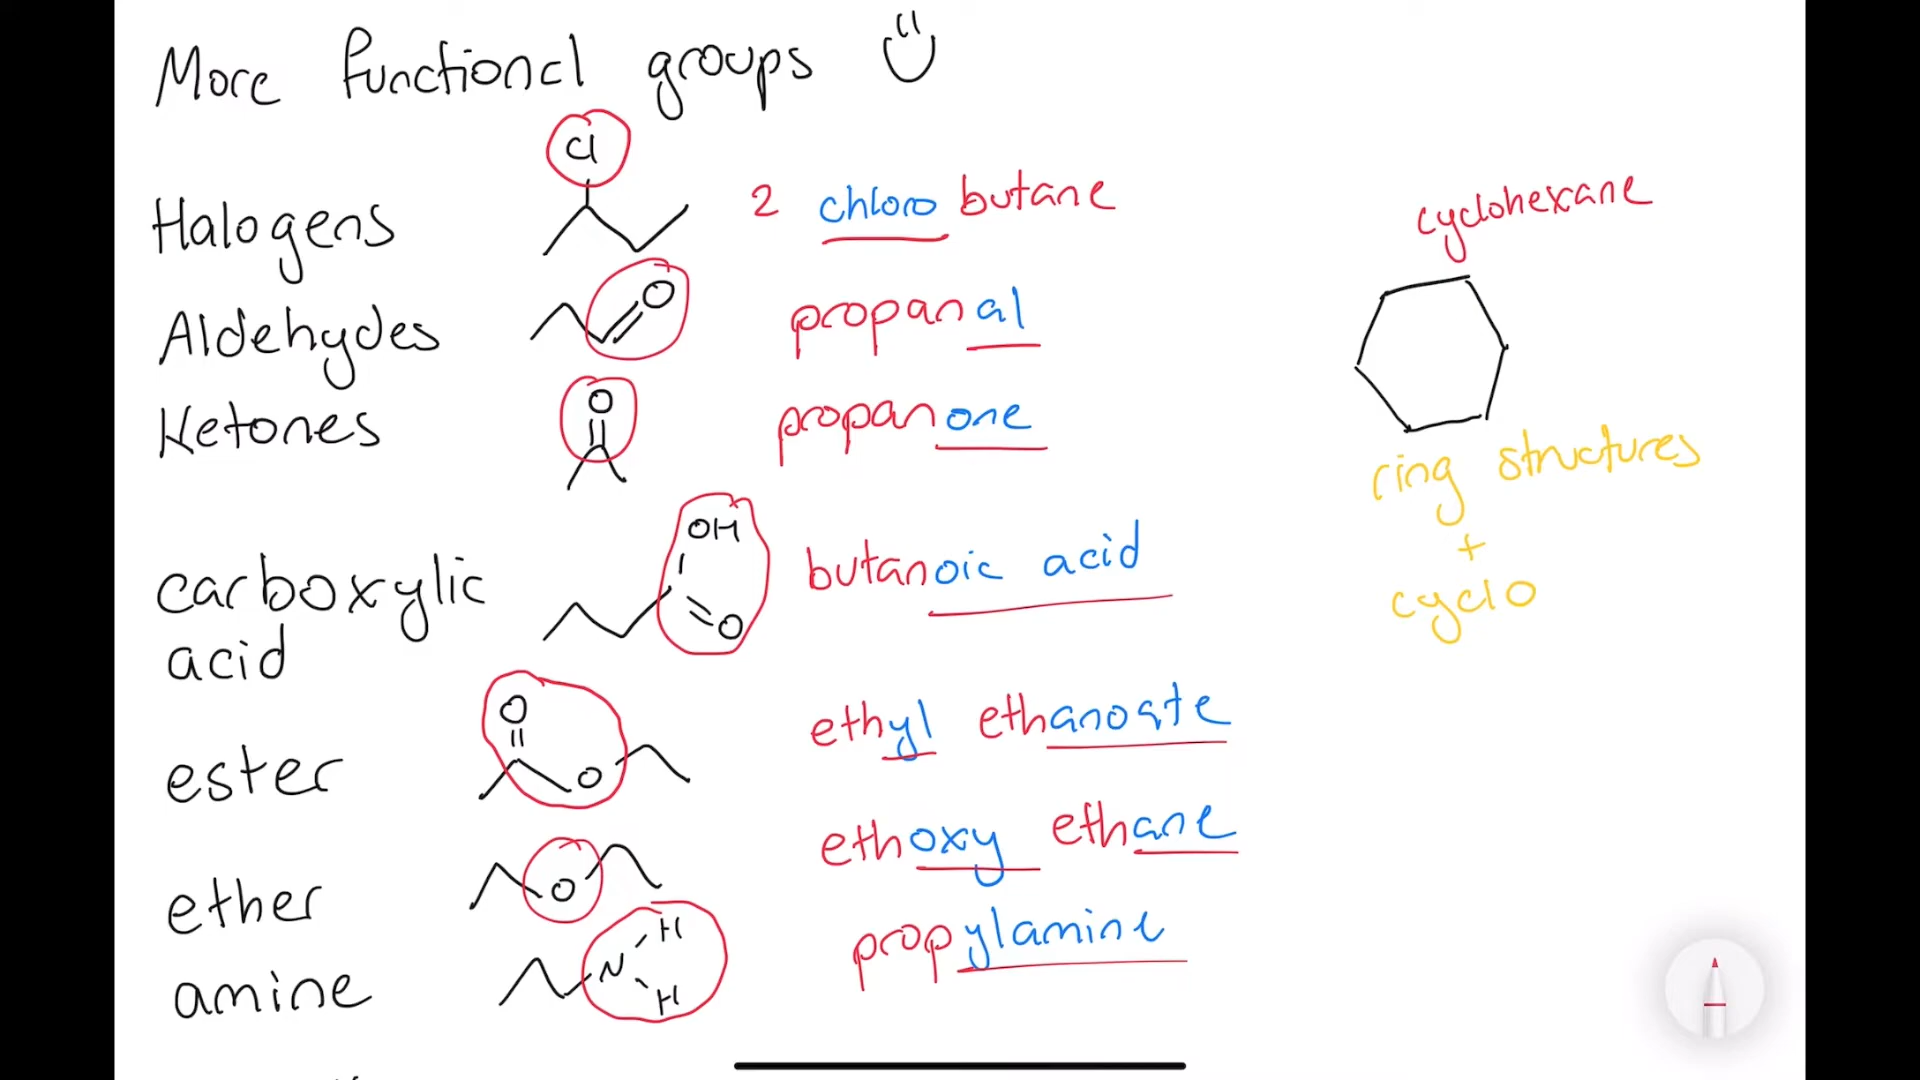 More functional groups
Cl
Halogens
2 chloro butane
cyclohexane
O
Aldehydes
propanal
O
Ketones
propanone
ring structures
+
cyclo
OH
O
carboxylic
acid
butanoic acid
O
O
ester
ethyl ethanoate
O
ether
ethoxy ethane
N H
H
amine
propylamine